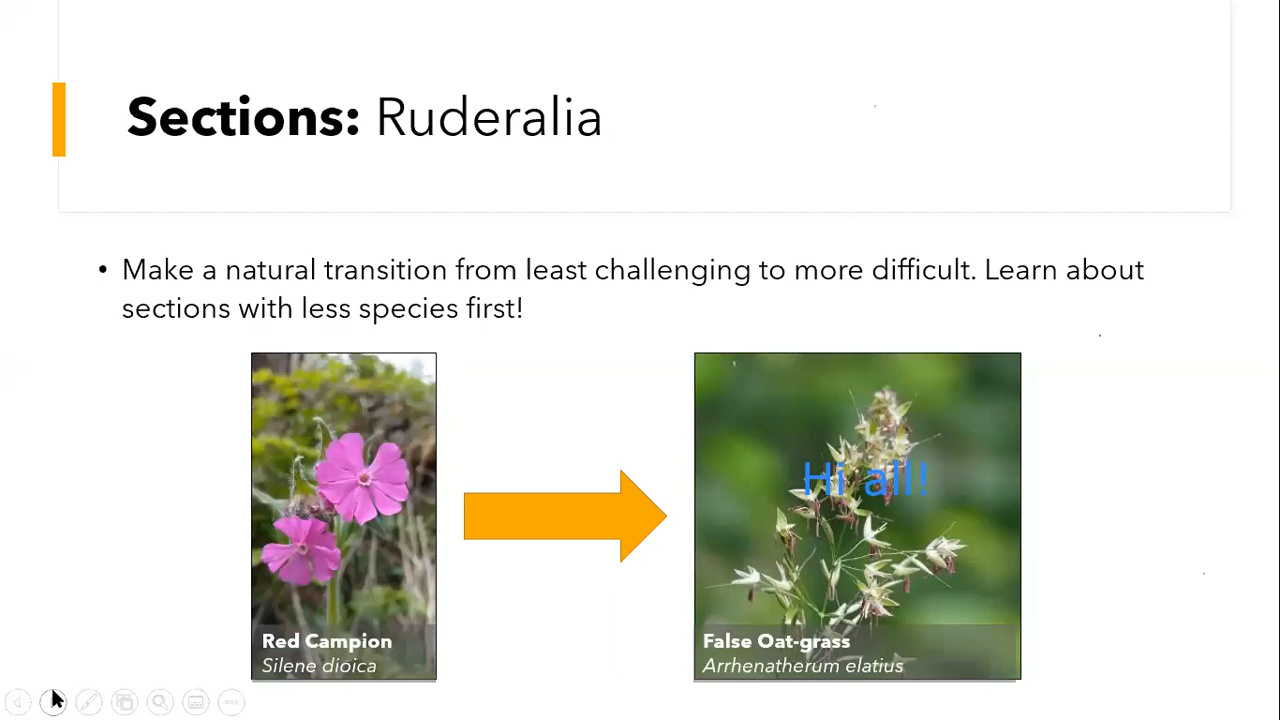 Sections: Ruderalia
• Make a natural transition from least challenging to more difficult. Learn about
sections with less species first!
Hi all!
Red Campion
Silene dioica
False Oat-grass
Arrhenatherum elatius